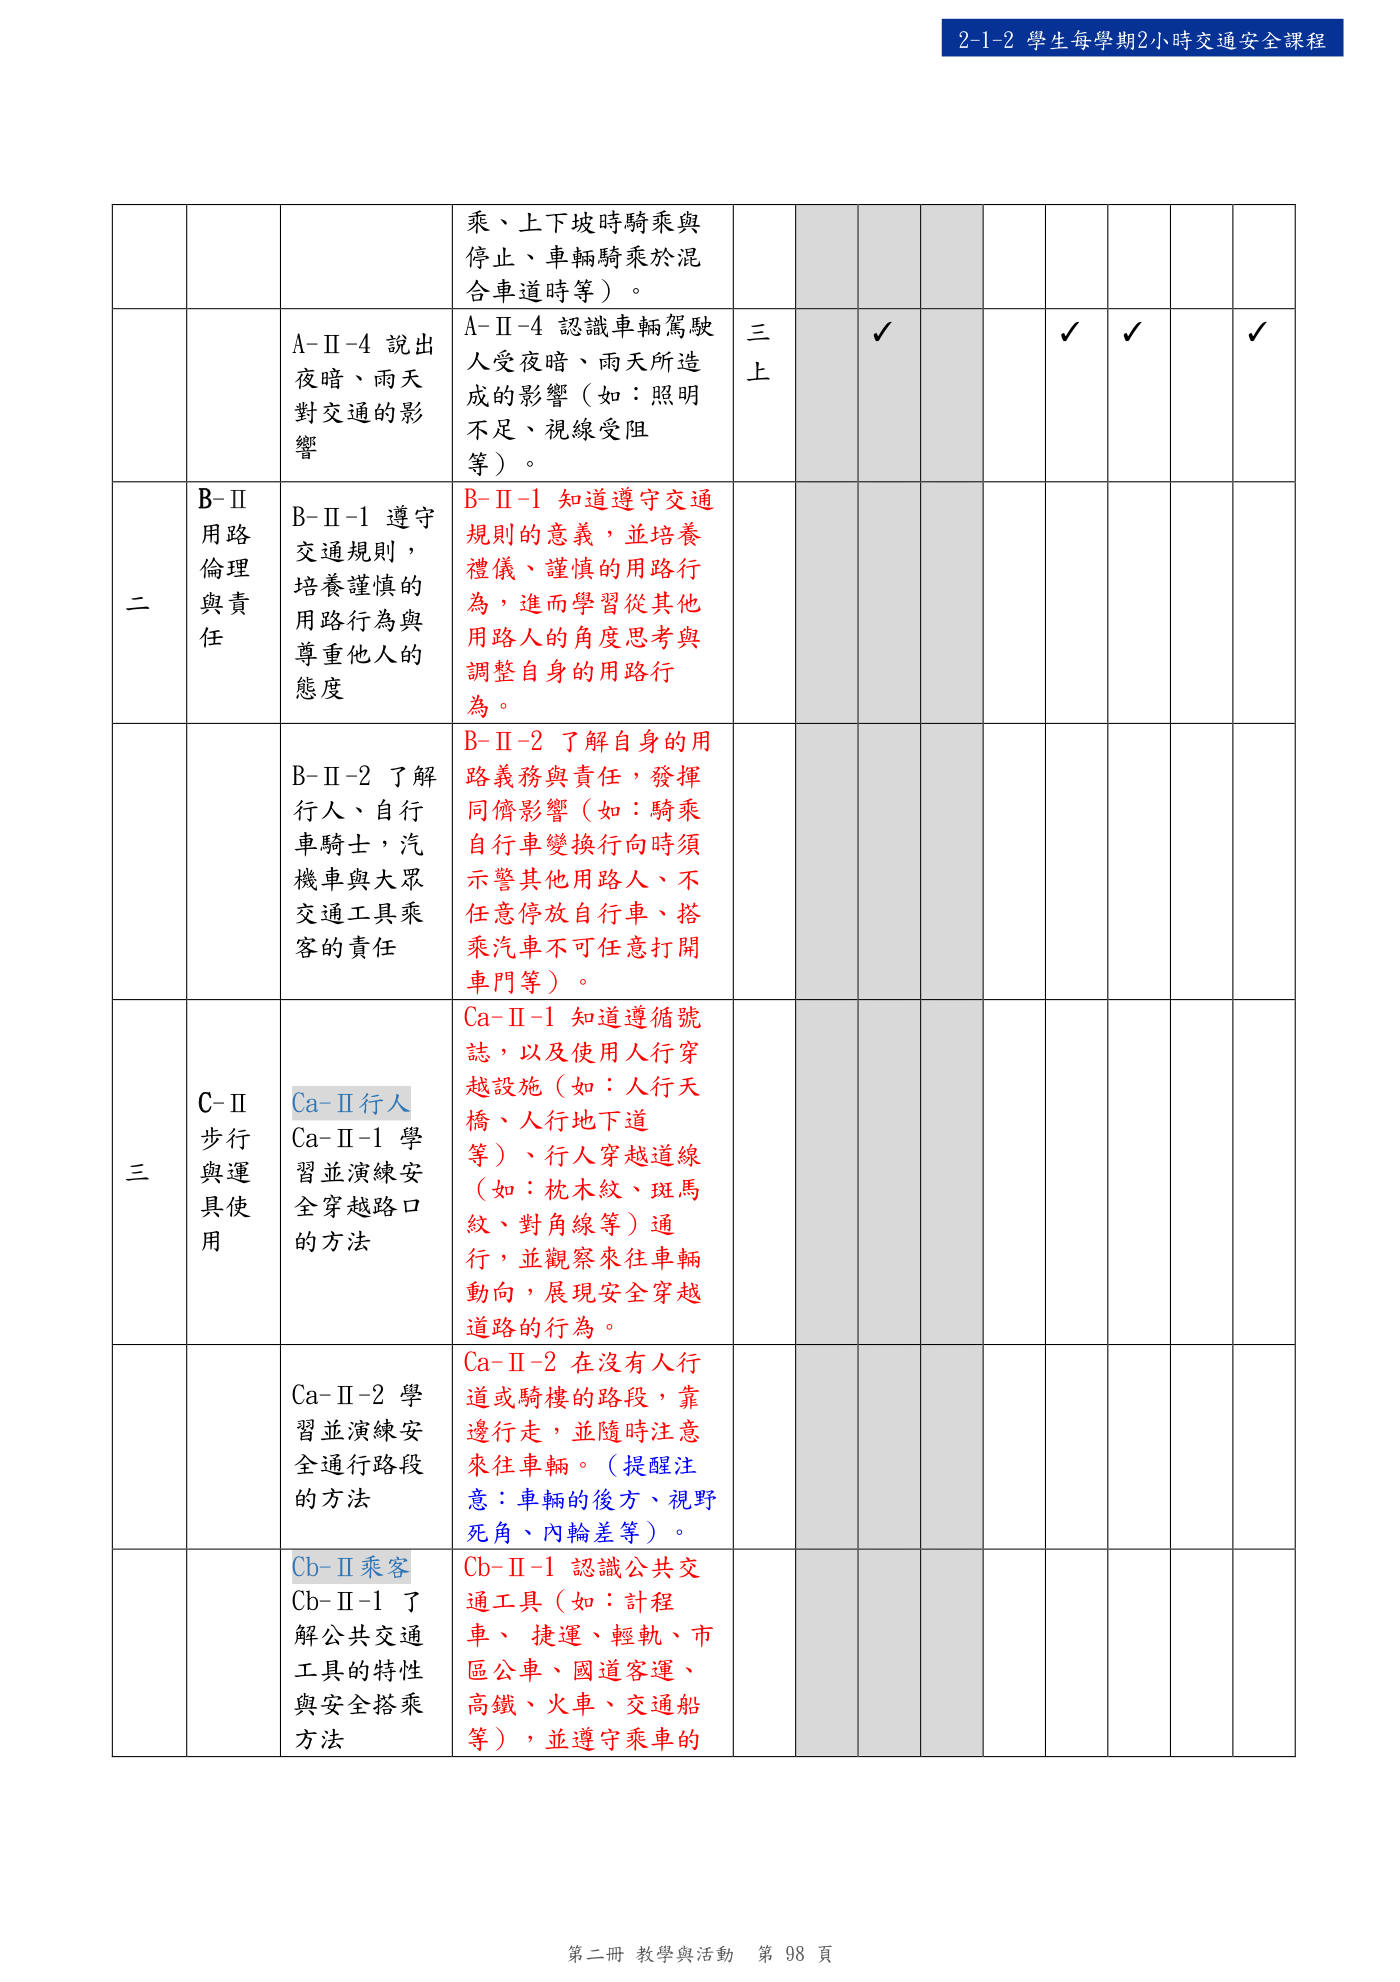 2-1-2 學生每學期2小時交通安全課程
乘、上下坡時騎乘與
停止、車輛騎乘於混
合車道時等）。
A-Ⅱ-4 說出
夜暗、雨天
對交通的影
響
A-Ⅱ-4 認識車輛駕駛
人受夜暗、雨天所造
成的影響（如：照明
不足、視線受阻
等）。
三
上
✓ ✓ ✓ ✓
二
B-Ⅱ
用路
倫理
與責
任
B-Ⅱ-1 遵守
交通規則，
培養謹慎的
用路行為與
尊重他人的
態度
B-Ⅱ-1 知道遵守交通
規則的意義，並培養
禮儀、謹慎的用路行
為，進而學習從其他
用路人的角度思考與
調整自身的用路行
為。
B-Ⅱ-2 了解
行人、自行
車騎士，汽
機車與大眾
交通工具乘
客的責任
B-Ⅱ-2 了解自身的用
路義務與責任，發揮
同儕影響（如：騎乘
自行車變換行向時須
示警其他用路人、不
任意停放自行車、搭
乘汽車不可任意打開
車門等）。
三
C-Ⅱ
步行
與運
具使
用
Ca-Ⅱ行人
Ca-Ⅱ-1 學
習並演練安
全穿越路口
的方法
Ca-Ⅱ-1 知道遵循號
誌，以及使用人行穿
越設施（如：人行天
橋、人行地下道
等）、行人穿越道線
（如：枕木紋、斑馬
紋、對角線等）通
行，並觀察來往車輛
動向，展現安全穿越
道路的行為。
Ca-Ⅱ-2 學
習並演練安
全通行路段
的方法
Ca-Ⅱ-2 在沒有人行
道或騎樓的路段，靠
邊行走，並隨時注意
來往車輛。（提醒注
意：車輛的後方、視野
死角、內輪差等）。
Cb-Ⅱ乘客
Cb-Ⅱ-1 了
解公共交通
工具的特性
與安全搭乘
方法
Cb-Ⅱ-1 認識公共交
通工具（如：計程
車、 捷運、輕軌、市
區公車、國道客運、
高鐵、火車、交通船
等），並遵守乘車的
第二冊 教學與活動 第 98 頁